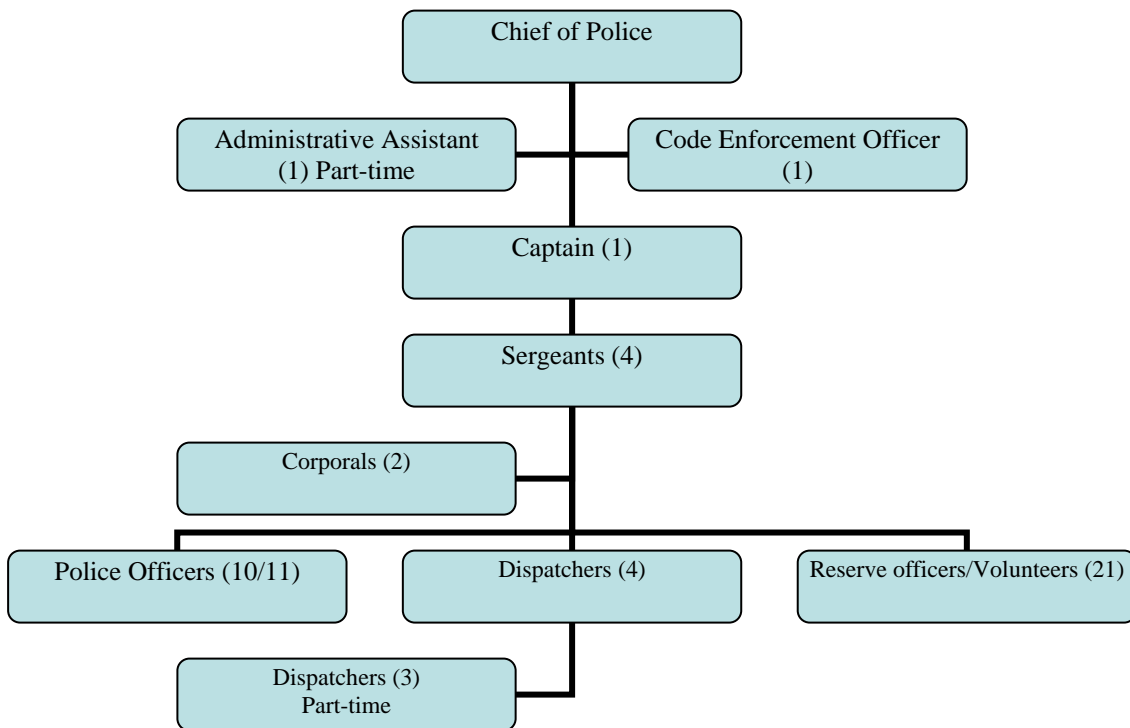 Chief of Police
Administrative Assistant
(1) Part-time
Code Enforcement Officer
(1)
Captain (1)
Sergeants (4)
Corporals (2)
Police Officers (10/11)
Dispatchers (4)
Reserve officers/Volunteers (21)
Dispatchers (3)
Part-time